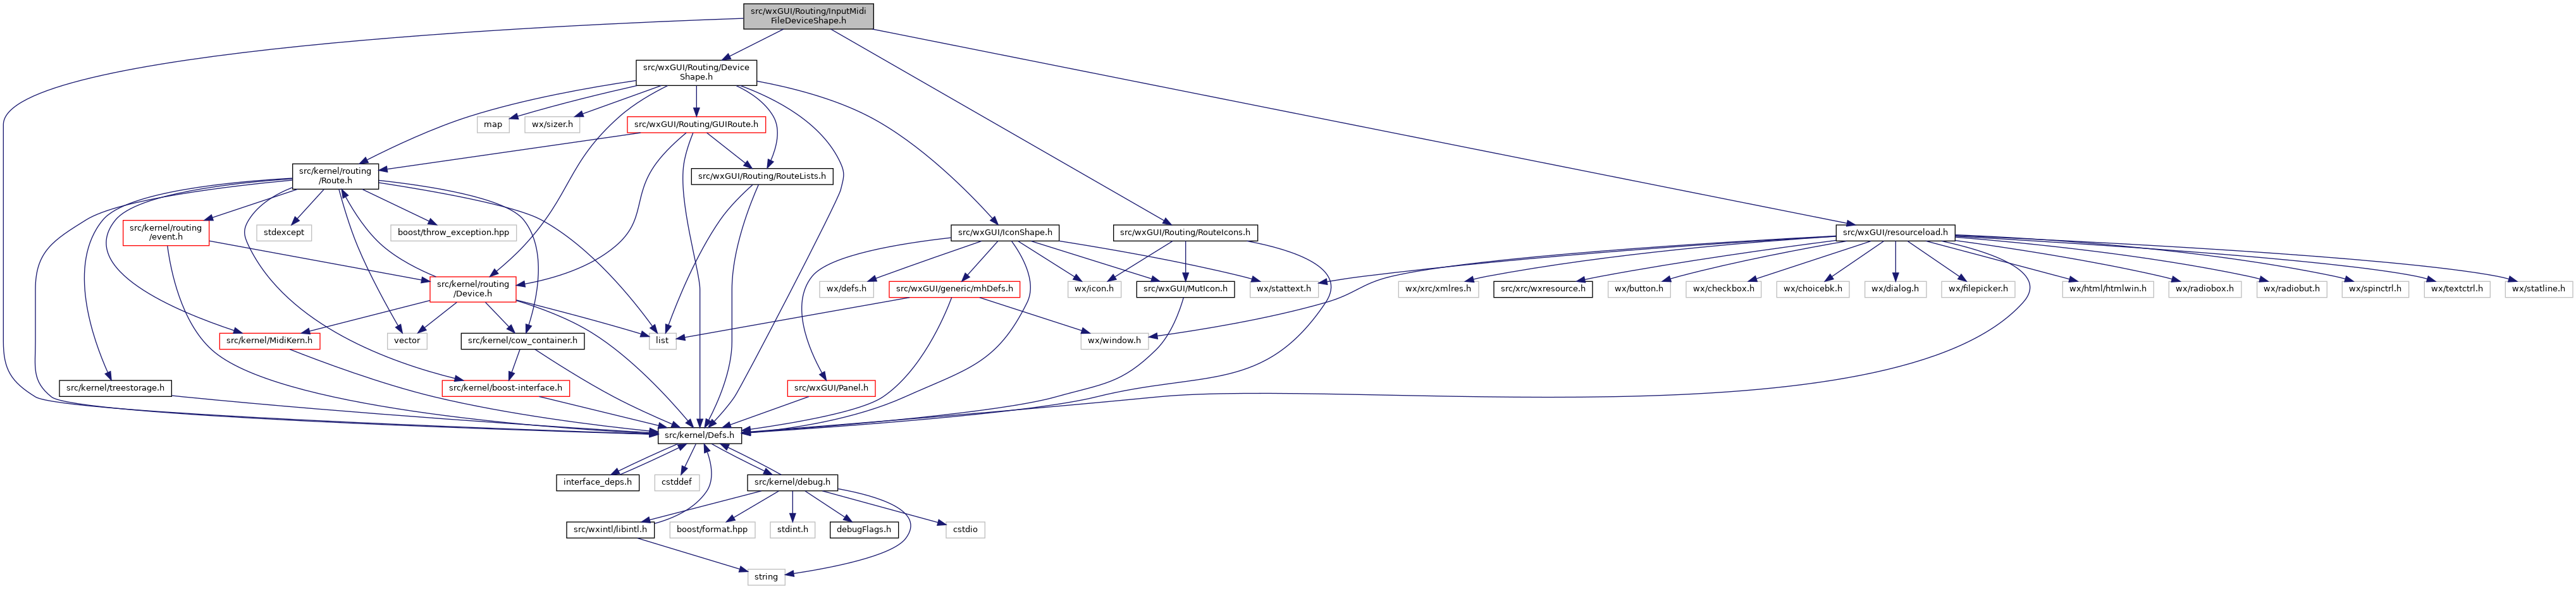 src/wxGUI/Routing/InputMidi
FileDeviceShape.h
src/wxGUI/Routing/Device
Shape.h
map
wx/sizer.h
src/wxGUI/Routing/GUIRoute.h
src/kernel/routing
/Route.h
src/wxGUI/Routing/RouteLists.h
src/kernel/routing
/event.h
stdexcept
boost/throw_exception.hpp
src/wxGUI/IconShape.h
src/wxGUI/Routing/RouteIcons.h
src/wxGUI/resourceload.h
src/kernel/routing
/Device.h
wx/defs.h
src/wxGUI/generic/mhDefs.h
wx/icon.h
src/wxGUI/MutIcon.h
wx/stattext.h
wx/xrc/xmlres.h
src/xrc/wxresource.h
wx/button.h
wx/checkbox.h
wx/choicebk.h
wx/dialog.h
wx/filepicker.h
wx/html/htmlwin.h
wx/radiobox.h
wx/radiobut.h
wx/spinctrl.h
wx/textctrl.h
wx/statline.h
src/kernel/MidiKern.h
vector
src/kernel/cow_container.h
list
wx/window.h
src/kernel/treestorage.h
src/kernel/boost-interface.h
src/wxGUI/Panel.h
src/kernel/Defs.h
interface_deps.h
cstddef
src/kernel/debug.h
src/wxintl/libintl.h
boost/format.hpp
stdint.h
debugFlags.h
cstdio
string